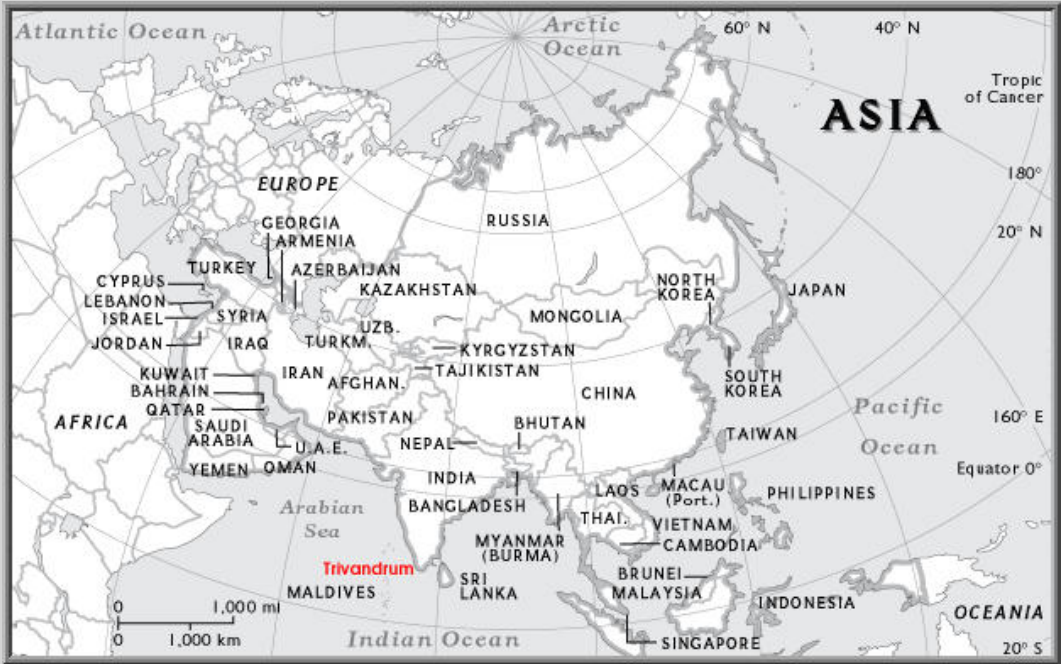 Atlantic Ocean
Arctic
Ocean
60° N
40° N
Tropic
of Cancer
ASIA
180°
EUROPE
RUSSIA
20° N
GEORGIA
ARMENIA
TURKEY
AZERBAIJAN
CYPRUS
KAZAKHSTAN
NORTH
KOREA
JAPAN
LEBANON
ISRAEL
SYRIA
UZB.
MONGOLIA
JORDAN
IRAQ
TURKM.
KYRGYZSTAN
TAJIKISTAN
KUWAIT
IRAN
AFGHAN.
SOUTH
KOREA
BAHRAIN
CHINA
QATAR
Pacific
Ocean
AFRICA
SAUDI
ARABIA
PAKISTAN
BHUTAN
160° E
NEPAL
TAIWAN
U.A.E.
YEMEN
OMAN
Equator 0°
INDIA
LAOS
MACAU
(Port.)
PHILIPPINES
Arabian
Sea
BANGLADESH
THAI.
VIETNAM
MYANMAR
(BURMA)
CAMBODIA
Trivandrum
SRI
LANKA
BRUNEI
MALAYSIA
MALDIVES
INDONESIA
OCEANIA
0
1,000 mi
0
1,000 km
Indian Ocean
SINGAPORE
20° S